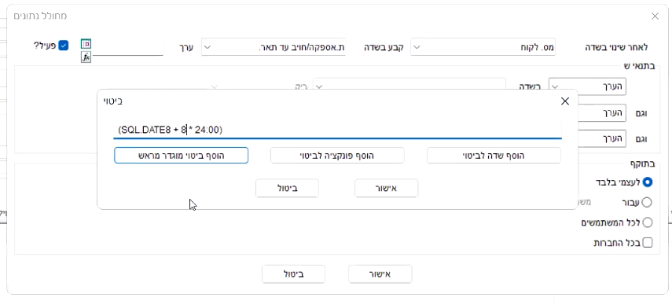 מחולל נתונים
לאחר שינוי בשדה מס. לקוח קבע בשדה ת.אספקה/חויב עד תאר. ערך פעיל?
בתנאי ש
הערך בשדה ריק
וגם הערך
וגם הערך
ביטוי
(SQL.DATE8 + 8 * 24:00)
הוסף שדה לביטוי הוסף פונקציה לביטוי הוסף ביטוי מוגדר מראש
אישור ביטול
בתוקף
לעצמי בלבד
עבור
לכל המשתמשים
בכל החברות
אישור ביטול